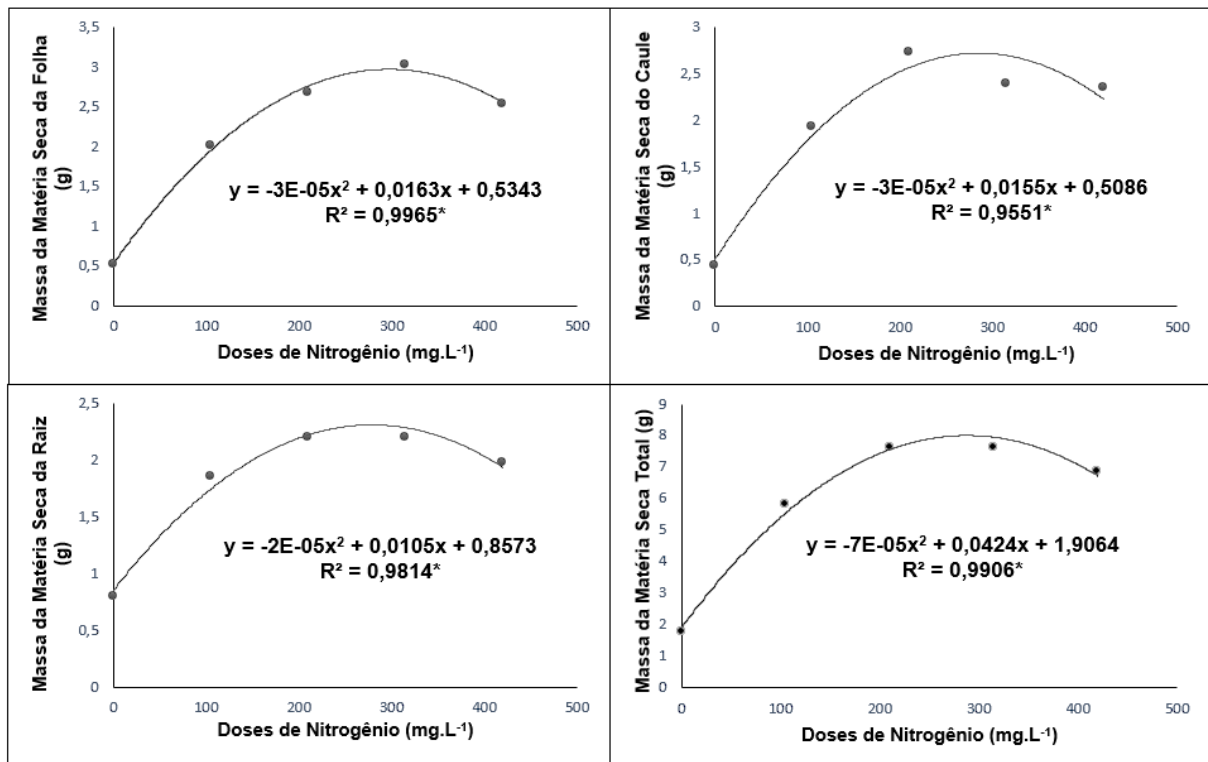 Massa da Matéria Seca da Folha
(g)
3,5
3
2,5
2
1,5
1
0,5
0
y = -3E-05x² + 0,0163x + 0,5343
R² = 0,9965*
0 100 200 300 400 500
Doses de Nitrogênio (mg.L⁻¹)
Massa da Matéria Seca do Caule
(g)
3
2,5
2
1,5
1
0,5
0
y = -3E-05x² + 0,0155x + 0,5086
R² = 0,9551*
0 100 200 300 400 500
Doses de Nitrogênio (mg.L⁻¹)
Massa da Matéria Seca da Raiz
(g)
2,5
2
1,5
1
0,5
0
y = -2E-05x² + 0,0105x + 0,8573
R² = 0,9814*
0 100 200 300 400 500
Doses de Nitrogênio (mg.L⁻¹)
Massa da Matéria Seca Total (g)
9
8
7
6
5
4
3
2
1
0
y = -7E-05x² + 0,0424x + 1,9064
R² = 0,9906*
0 100 200 300 400 500
Doses de Nitrogênio (mg.L⁻¹)